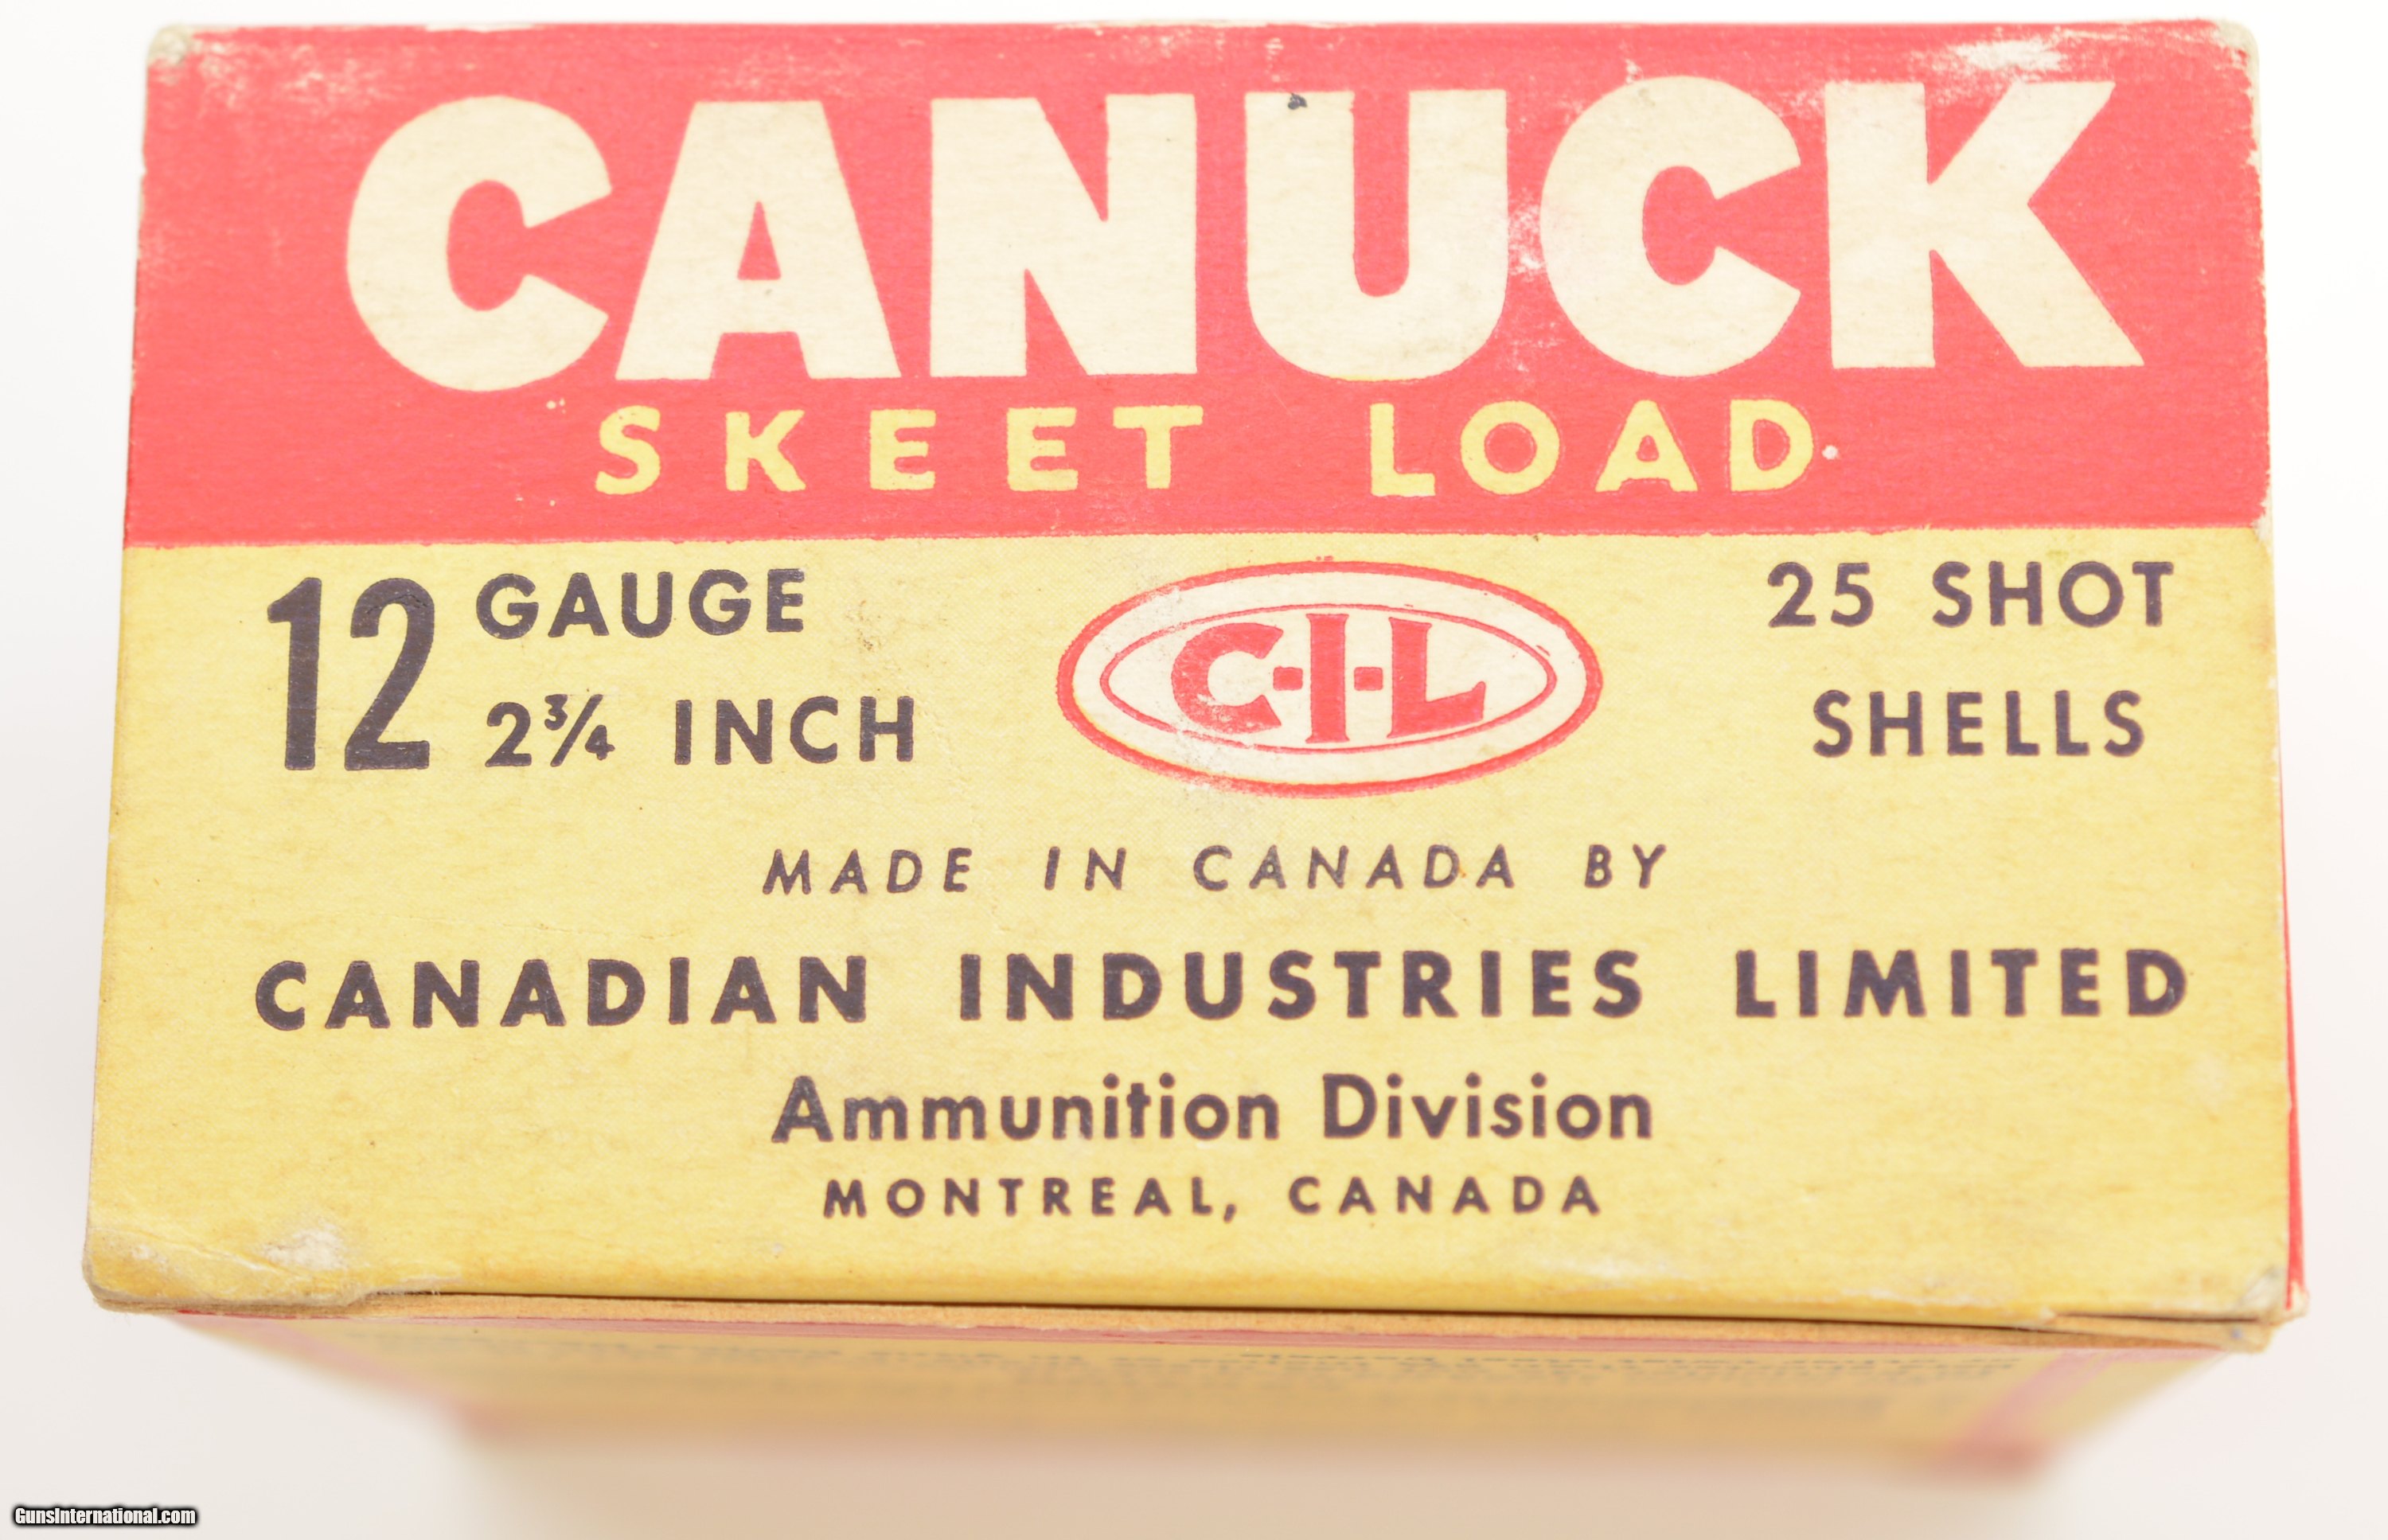 CANUCK
SKEET LOAD
12 GAUGE
2¾ INCH
C-I-L
25 SHOT
SHELLS
MADE IN CANADA BY
CANADIAN INDUSTRIES LIMITED
Ammunition Division
MONTREAL, CANADA
GunsInternational.com